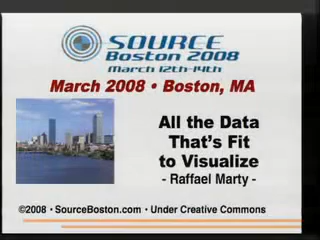 SOURCE
Boston 2008
March 12th-14th
March 2008 • Boston, MA
All the Data
That's Fit
to Visualize
- Raffael Marty -
©2008 • SourceBoston.com • Under Creative Commons